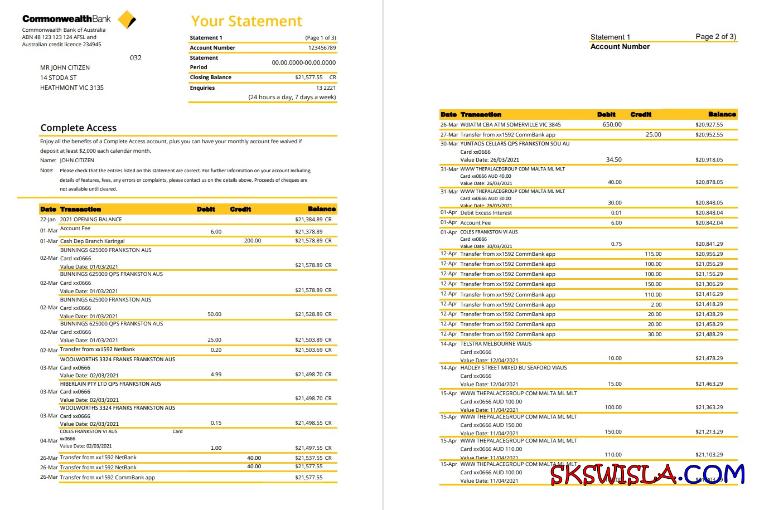 CommonwealthBank
Commonwealth Bank of Australia
ABN 48 123 123 124 AFSL and
Australian credit licence 234945
032
MR JOHN CITIZEN
14 STODA ST
HEATHMONT VIC 3135
Your Statement
Statement 1 (Page 1 of 3)
Account Number 123456789
Statement Period 00.00.0000-00.00.0000
Closing Balance $21,577.55 CR
Enquiries 13 2221
(24 hours a day, 7 days a week)
Complete Access
Enjoy all the benefits of a Complete Access account, plus you can have your monthly account fee waived if
deposit at least $2,000 each calendar month.
Name: JOHN CITIZEN
Note: Please check that the entries listed on this statement are correct. For further information on your account including
details of features, fees, any errors or complaints, please contact us on the details above. Proceeds of cheques are
not available until cleared.
Date Transaction Debit Credit Balance
22 Jan 2021 OPENING BALANCE $21,384.89 CR
01-Mar Account Fee 6.00 $21,378.89
01-Mar Cash Dep Branch Karingal 200.00 $21,578.89 CR
BUNNINGS 625000 FRANKSTON AUS
02-Mar Card xx0666
Value Date: 01/03/2021 $21,578.89 CR
BUNNINGS 625000 QPS FRANKSTON AUS
02-Mar Card xx0666
Value Date: 01/03/2021 $21,578.89 CR
BUNNINGS 625000 FRANKSTON AUS
02-Mar Card xx0666
Value Date: 01/03/2021 50.00 $21,528.89 CR
BUNNINGS 625000 QPS FRANKSTON AUS
02-Mar Card xx0666
Value Date: 01/03/2021 25.00 $21,503.89 CR
02-Mar Transfer from xx1592 NetBank 0.20 $21,503.69 CR
WOOLWORTHS 3324 FRANKS FRANKSTON AUS
03-Mar Card xx0666
Value Date: 02/03/2021 4.99 $21,498.70 CR
HIBERLAIN PTY LTD QPS FRANKSTON AUS
03-Mar Card xx0666
Value Date: 02/03/2021 $21,498.70 CR
WOOLWORTHS 3324 FRANKS FRANKSTON AUS
03-Mar Card xx0666
Value Date: 02/03/2021 0.15 $21,498.55 CR
COLES FRANKSTON VI AUS Card
04-Mar xx0666
Value Date: 02/03/2021 1.00 $21,497.55 CR
26-Mar Transfer from xx1592 NetBank 40.00 $21,537.55 CR
26-Mar Transfer from xx1592 NetBank 40.00 $21,577.55
26-Mar Transfer from xx1592 CommBank app $21,577.55
Statement 1 Page 2 of 3)
Account Number
Date Transaction Debit Credit Balance
26-Mar Wdl ATM CBA ATM SOMERVILLE VIC 3845 650.00 $20,927.55
27-Mar Transfer from xx1592 CommBank app 25.00 $20,952.55
30-Mar YUNTAGS CELLARS QPS FRANKSTON SOU AU
Card xx0666
Value Date: 26/03/2021 34.50 $20,918.05
31-Mar WWW THEPALACEGROUP COM MALTA ML MLT
Card xx0666 AUD 40.00
Value Date: 26/03/2021 40.00 $20,878.05
31 Mar WWW THEPALACEGROUP COM MALTA ML MLT
Card xx0666 AUD 30.00
Value Date: 26/03/2021 30.00 $20,848.05
01-Apr Debit Excess Interest 0.01 $20,848.04
01-Apr Account Fee 6.00 $20,842.04
01-Apr COLES FRANKSTON VI AUS
Card xx0666
Value Date: 30/03/2021 0.75 $20,841.29
12-Apr Transfer from xx1592 CommBank app 115.00 $20,956.29
12-Apr Transfer from xx1592 CommBank app 100.00 $21,056.29
12-Apr Transfer from xx1592 CommBank app 100.00 $21,156.29
12-Apr Transfer from xx1592 CommBank app 150.00 $21,306.29
12-Apr Transfer from xx1592 CommBank app 110.00 $21,416.29
12-Apr Transfer from xx1592 CommBank app 2.00 $21,418.29
12-Apr Transfer from xx1592 CommBank app 20.00 $21,438.29
12-Apr Transfer from xx1592 CommBank app 20.00 $21,458.29
12-Apr Transfer from xx1592 CommBank app 30.00 $21,488.29
14-Apr TELSTRA MELBOURNE VIAUS
Card xx0666
Value Date: 12/04/2021 10.00 $21,478.29
14-Apr HADLEY STREET MIXED BU SEAFORD VIAUS
Card xx0666
Value Date: 12/04/2021 15.00 $21,463.29
15-Apr WWW THEPALACEGROUP COM MALTA ML MLT
Card xx0666 AUD 100.00
Value Date: 11/04/2021 100.00 $21,363.29
15-Apr WWW THEPALACEGROUP COM MALTA ML MLT
Card xx0666 AUD 150.00
Value Date: 11/04/2021 150.00 $21,213.29
15-Apr WWW THEPALACEGROUP COM MALTA ML MLT
Card xx0666 AUD 110.00
Value Date: 11/04/2021 110.00 $21,103.29
15-Apr WWW THEPALACEGROUP COM MALTA ML MLT
Card xx0666 AUD 100.00
Value Date: 11/04/2021
SKSWISLA.COM